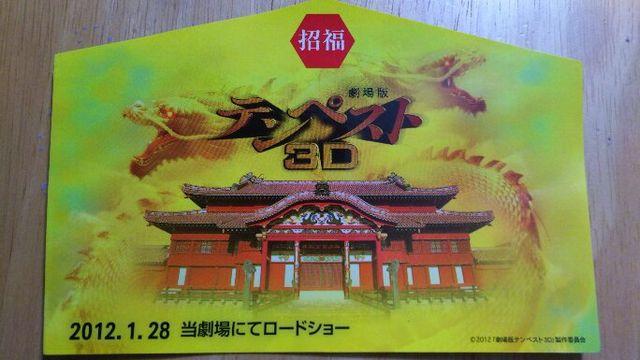 招福
劇場版
テンペスト
3D
2012.1.28 当劇場にてロードショー
©2012「劇場版テンペスト3D」製作委員会